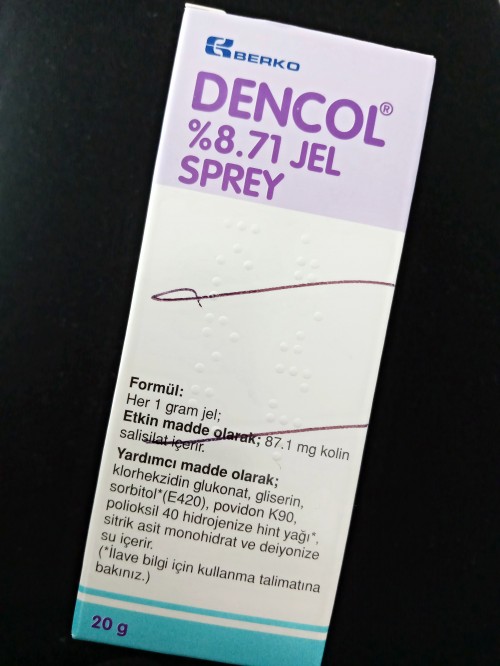 BERKO
DENCOL®
%8.71 JEL
SPREY
Formül:
Her 1 gram jel;
Etkin madde olarak; 87.1 mg kolin
salisilat içerir.
Yardımcı madde olarak;
klorhekzidin glukonat, gliserin,
sorbitol*(E420), povidon K90,
polioksil 40 hidrojenize hint yağı*,
sitrik asit monohidrat ve deiyonize
su içerir.
(*İlave bilgi için kullanma talimatına
bakınız.)
20 g